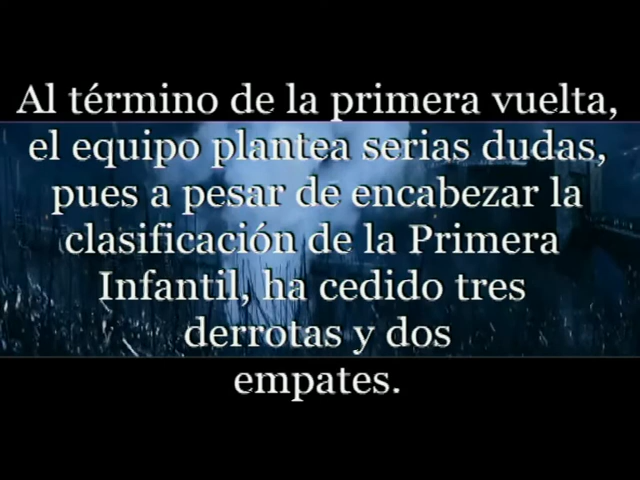 Al término de la primera vuelta,
el equipo plantea serias dudas,
pues a pesar de encabezar la
clasificación de la Primera
Infantil, ha cedido tres
derrotas y dos
empates.